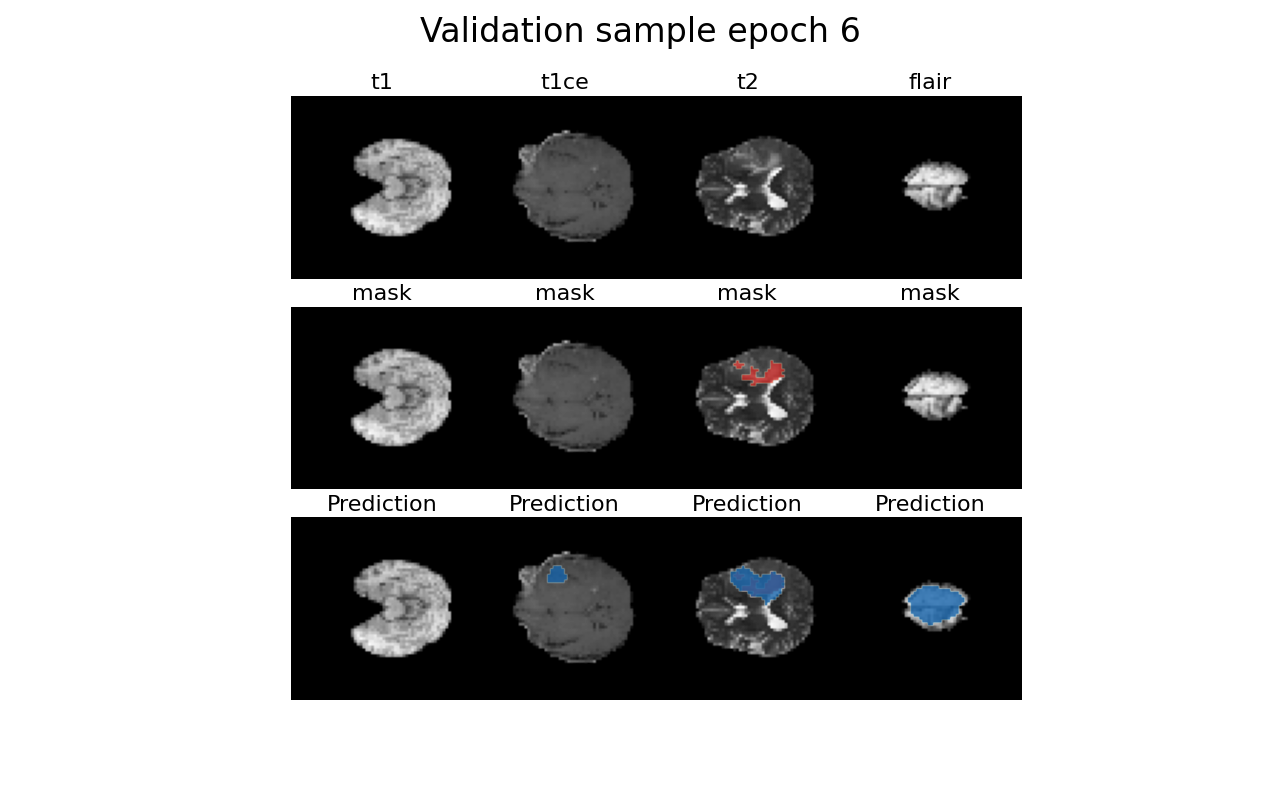 Validation sample epoch 6
t1 t1ce t2 flair
mask mask mask mask
Prediction Prediction Prediction Prediction